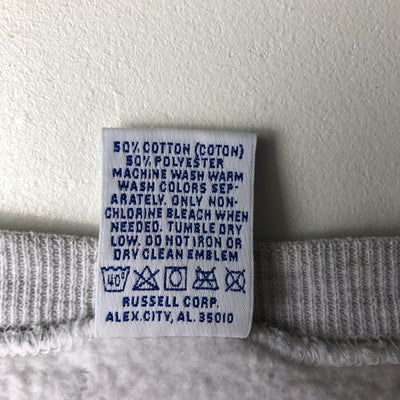 50% COTTON (COTON)
50% POLYESTER
MACHINE WASH WARM
WASH COLORS SEP-
ARATELY. ONLY NON-
CHLORINE BLEACH WHEN
NEEDED. TUMBLE DRY
LOW. DO NOT IRON OR
DRY CLEAN EMBLEM
40°
RUSSELL CORP.
ALEX.CITY, AL. 35010